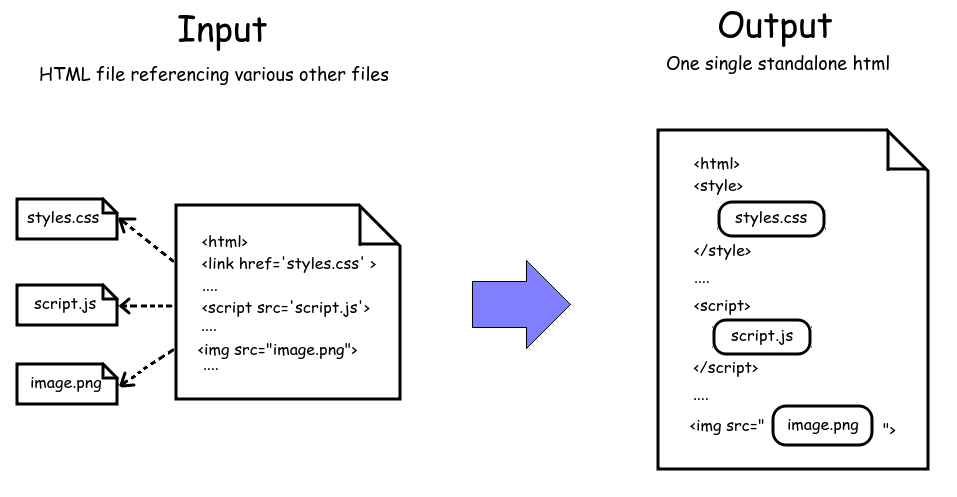 Input
HTML file referencing various other files
styles.css
script.js
image.png
<html>
<link href='styles.css' >
....
<script src='script.js'>
....
<img src="image.png">
....
Output
One single standalone html
<html>
<style>
styles.css
</style>
....
<script>
script.js
</script>
....
<img src=" image.png ">